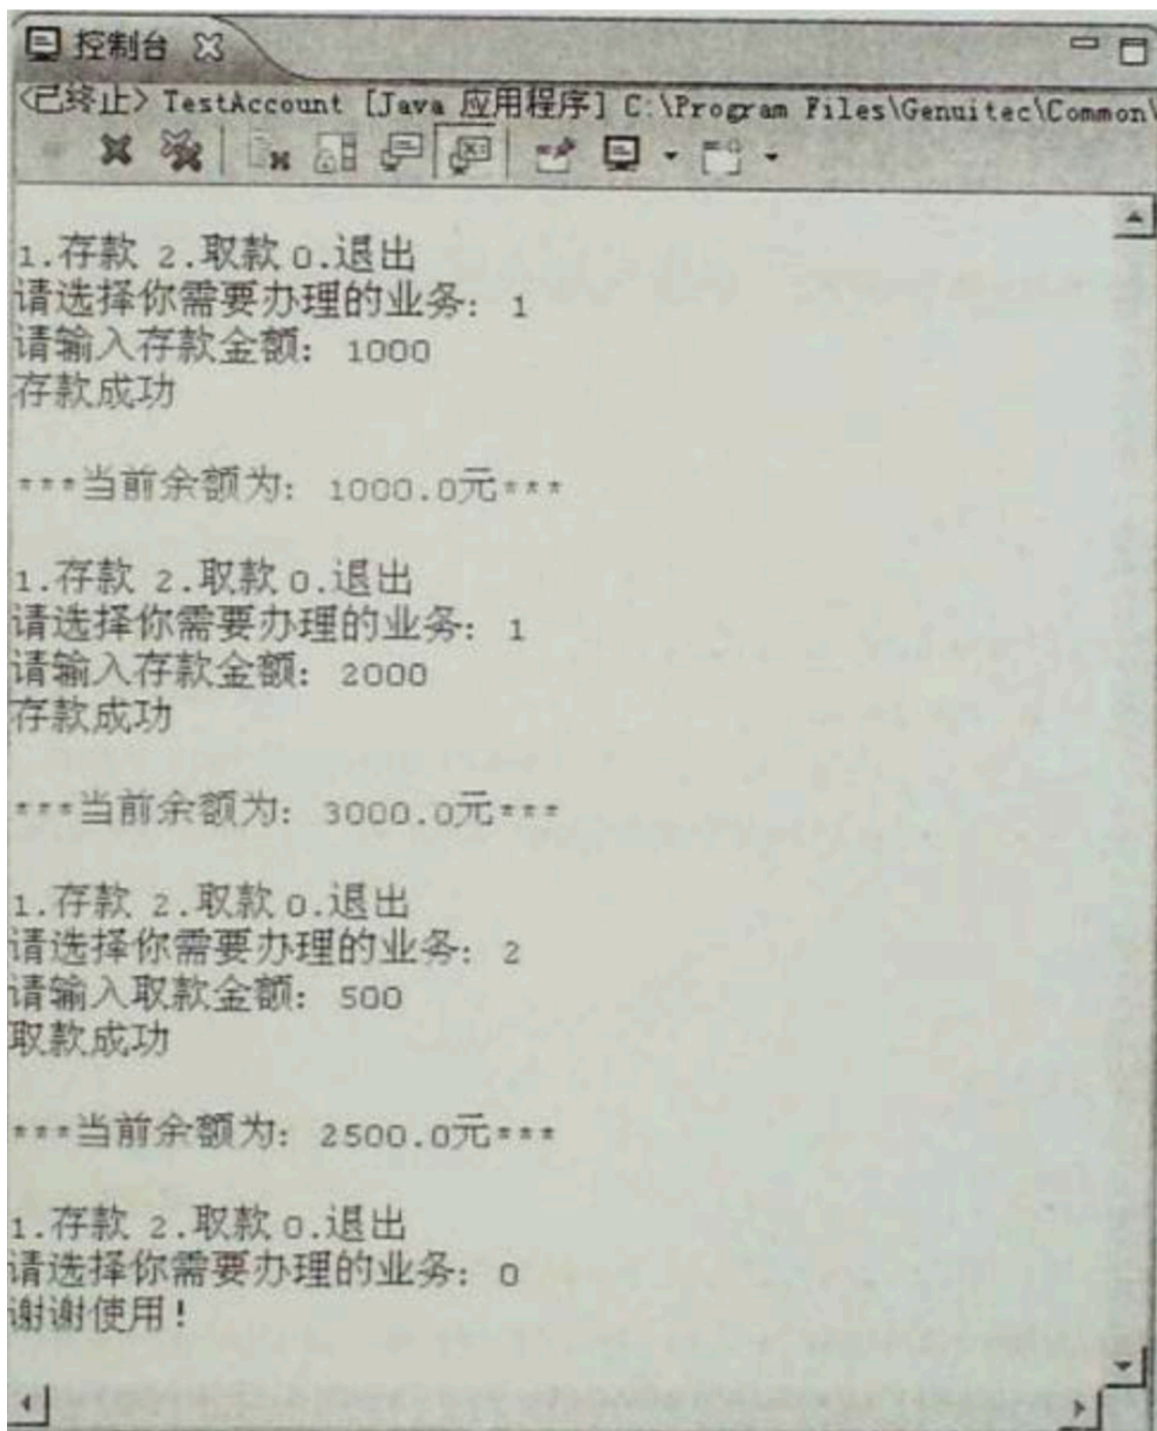 控制台
<已终止> TestAccount [Java 应用程序] C:\Program Files\Genuitec\Common\
1.存款 2.取款 0.退出
请选择你需要办理的业务: 1
请输入存款金额: 1000
存款成功
***当前余额为: 1000.0元***
1.存款 2.取款 0.退出
请选择你需要办理的业务: 1
请输入存款金额: 2000
存款成功
***当前余额为: 3000.0元***
1.存款 2.取款 0.退出
请选择你需要办理的业务: 2
请输入取款金额: 500
取款成功
***当前余额为: 2500.0元***
1.存款 2.取款 0.退出
请选择你需要办理的业务: 0
谢谢使用!